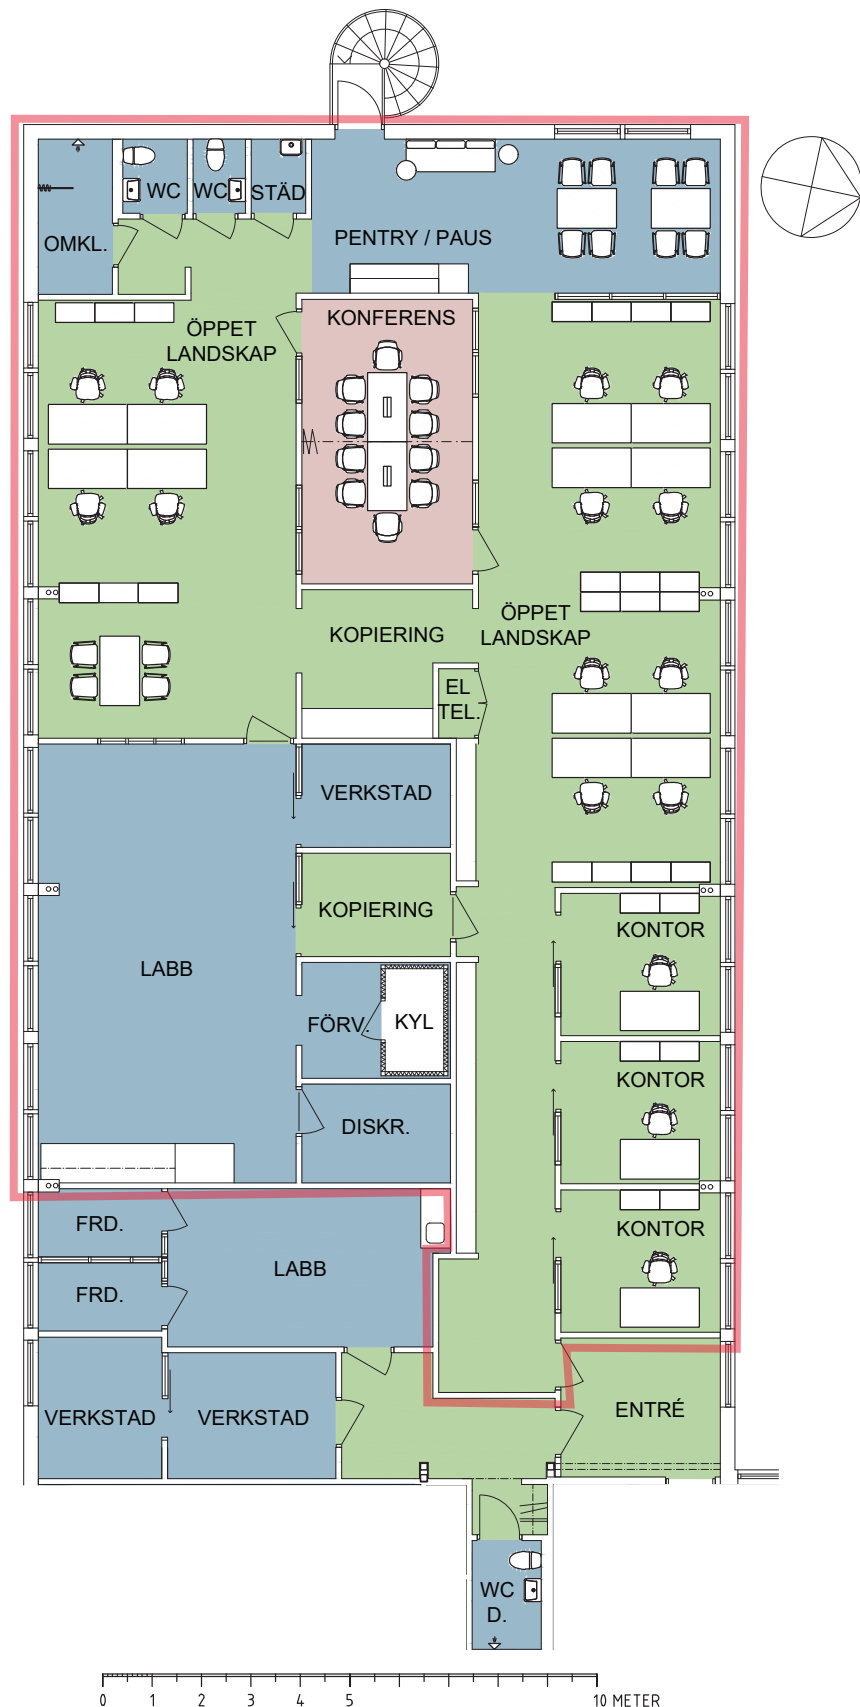 WC
WC
STÄD
OMKL.
PENTRY / PAUS
KONFERENS
ÖPPET
LANDSKAP
ÖPPET
LANDSKAP
KOPIERING
EL
TEL.
VERKSTAD
KOPIERING
KONTOR
LABB
FÖRV.
KYL
KONTOR
DISKR.
FRD.
KONTOR
LABB
FRD.
VERKSTAD
VERKSTAD
ENTRÉ
WC
D.
0 1 2 3 4 5 10 METER